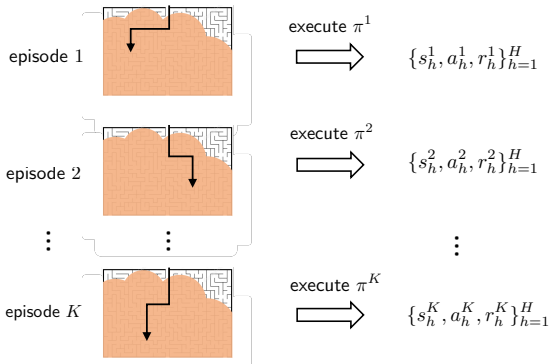 episode 1
execute π^1
{s_h^1, a_h^1, r_h^1}_{h=1}^H
episode 2
execute π^2
{s_h^2, a_h^2, r_h^2}_{h=1}^H
⋮ ⋮ ⋮
episode K
execute π^K
{s_h^K, a_h^K, r_h^K}_{h=1}^H